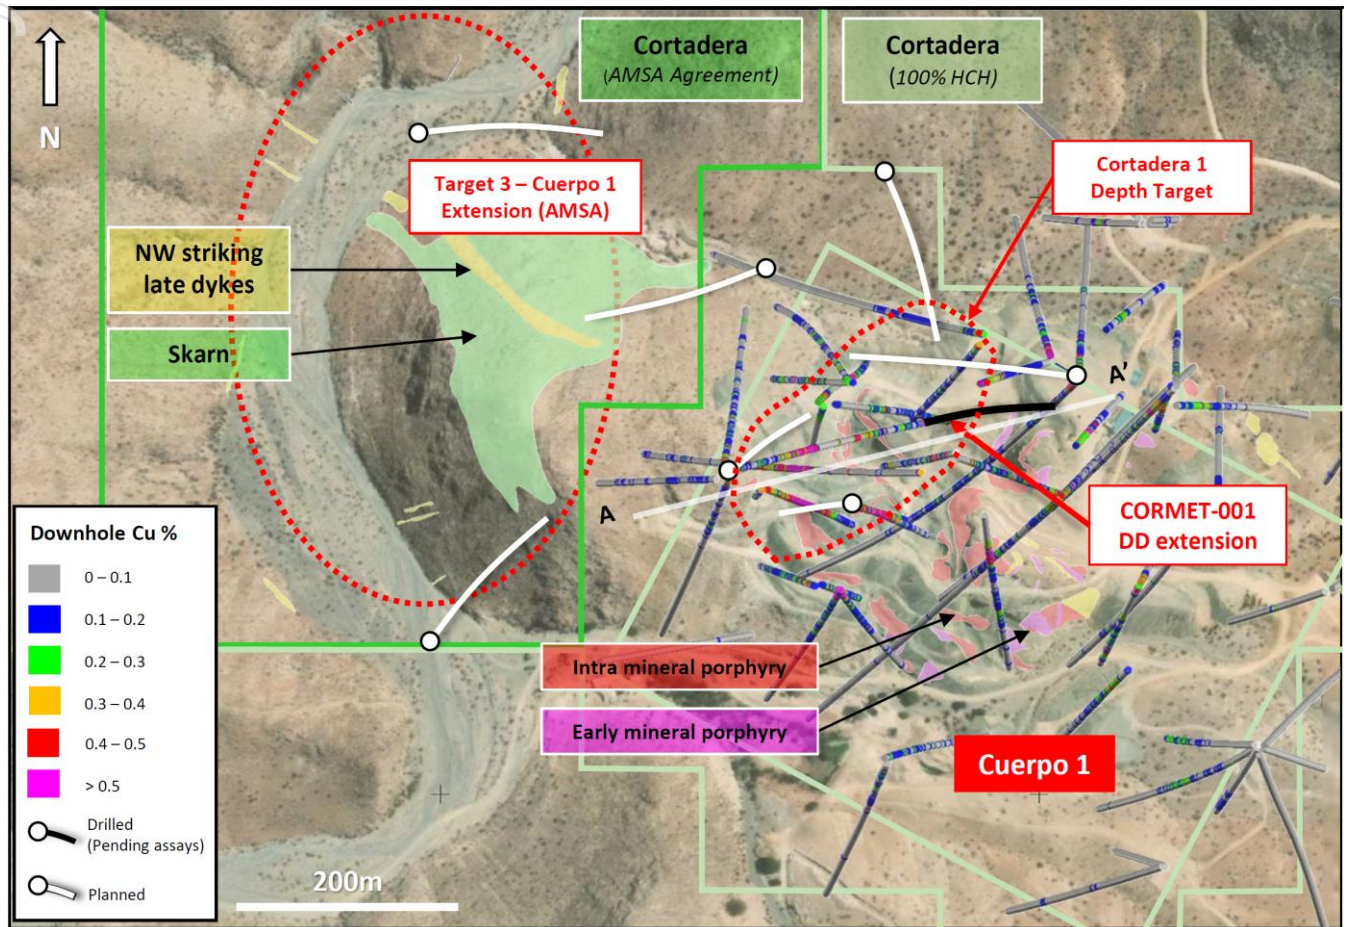 Cortadera
(AMSA Agreement)
Cortadera
(100% HCH)
N
Target 3 – Cuerpo 1
Extension (AMSA)
Cortadera 1
Depth Target
NW striking
late dykes
Skarn
A'
A
CORMET-001
DD extension
Downhole Cu %
0 – 0.1
0.1 – 0.2
0.2 – 0.3
0.3 – 0.4
0.4 – 0.5
> 0.5
Drilled
(Pending assays)
Planned
Intra mineral porphyry
Early mineral porphyry
Cuerpo 1
200m